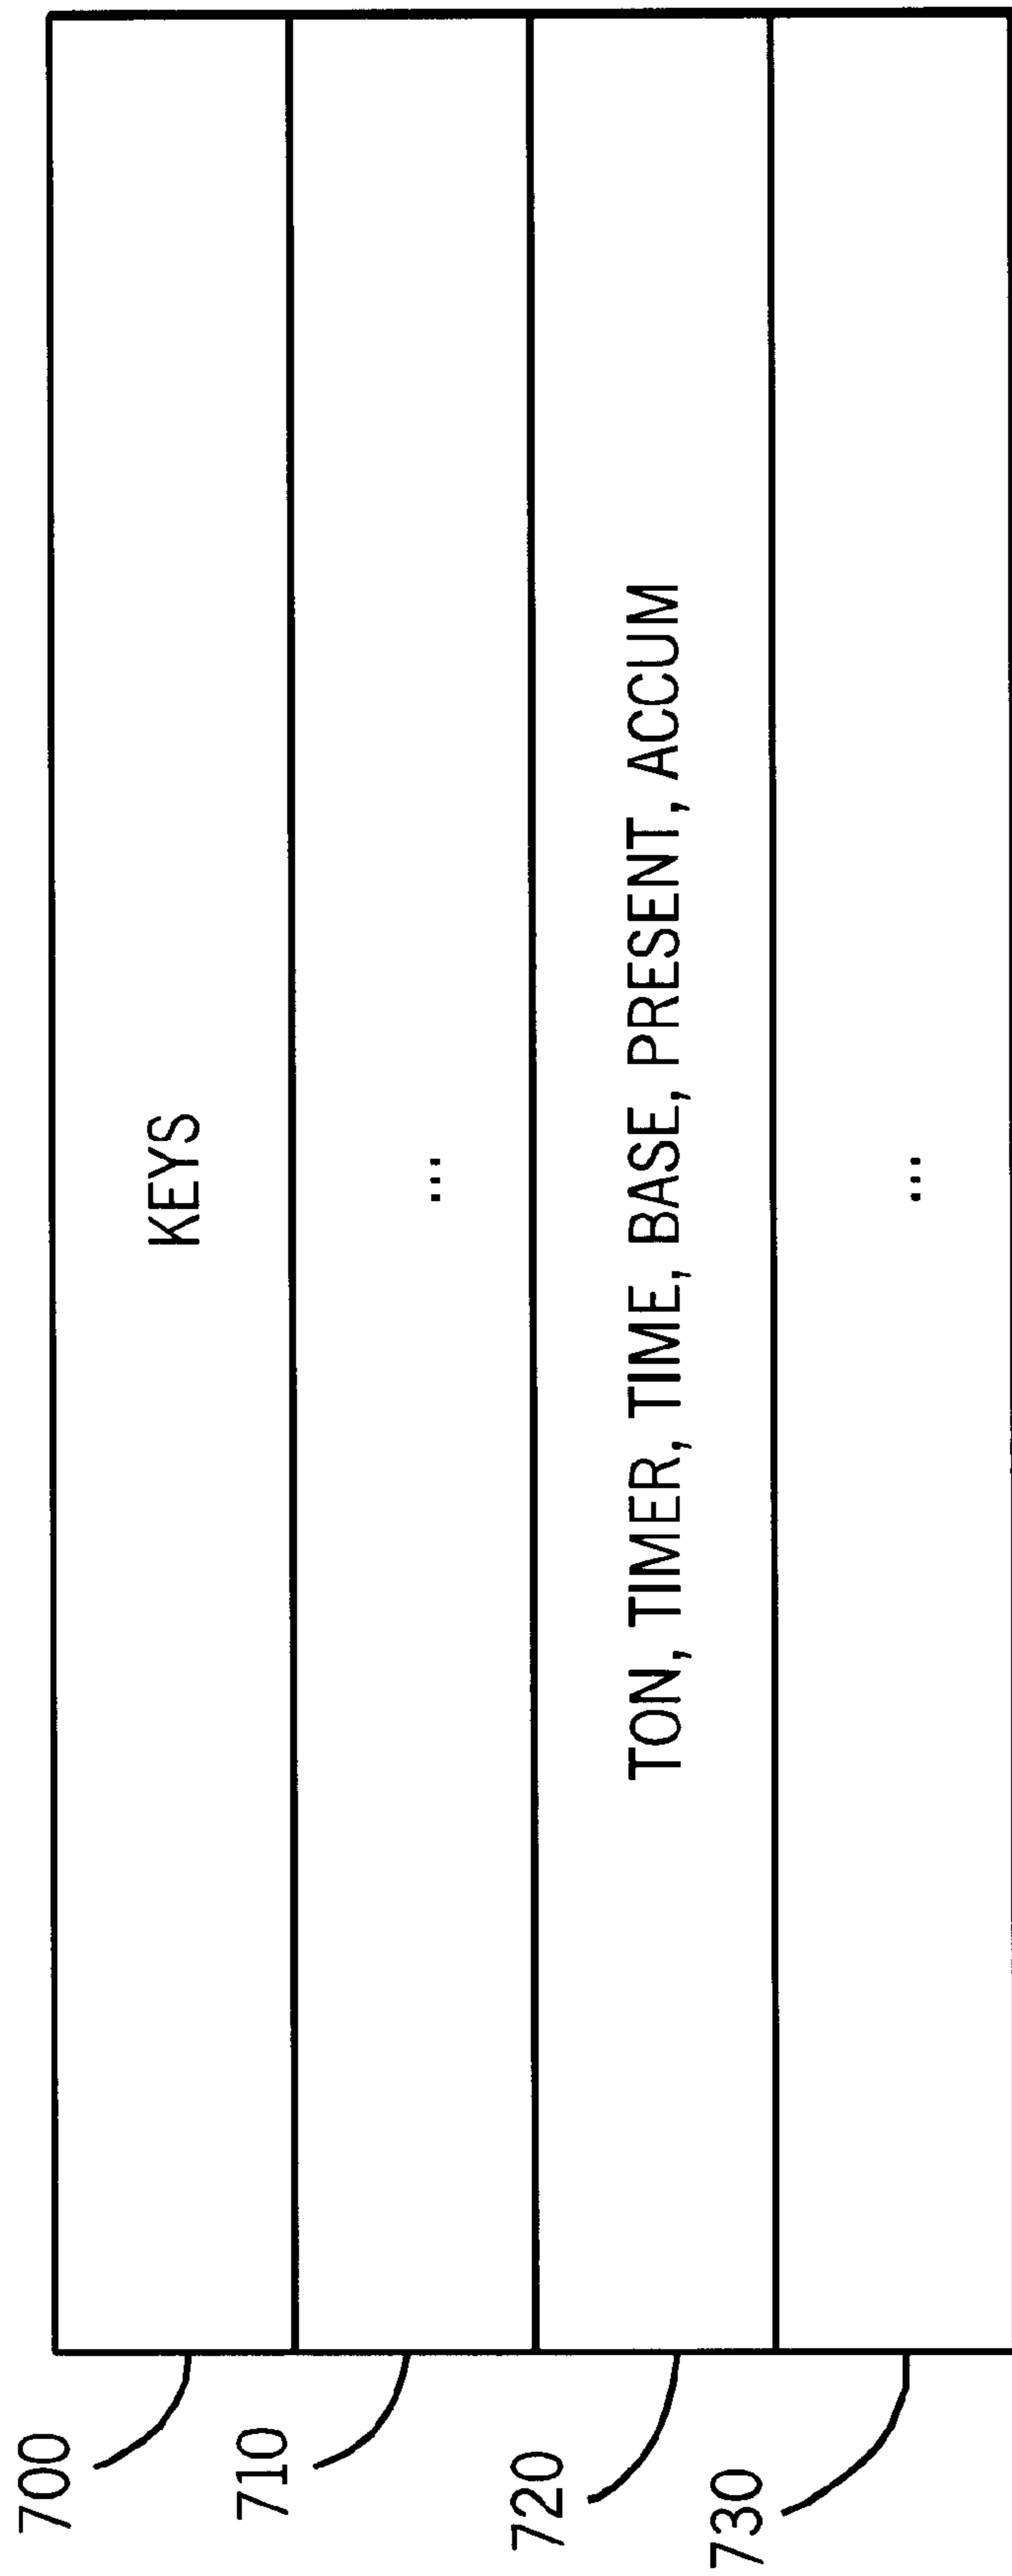 700 KEYS
710 ...
720 TON, TIMER, TIME, BASE, PRESENT, ACCUM
730 ...